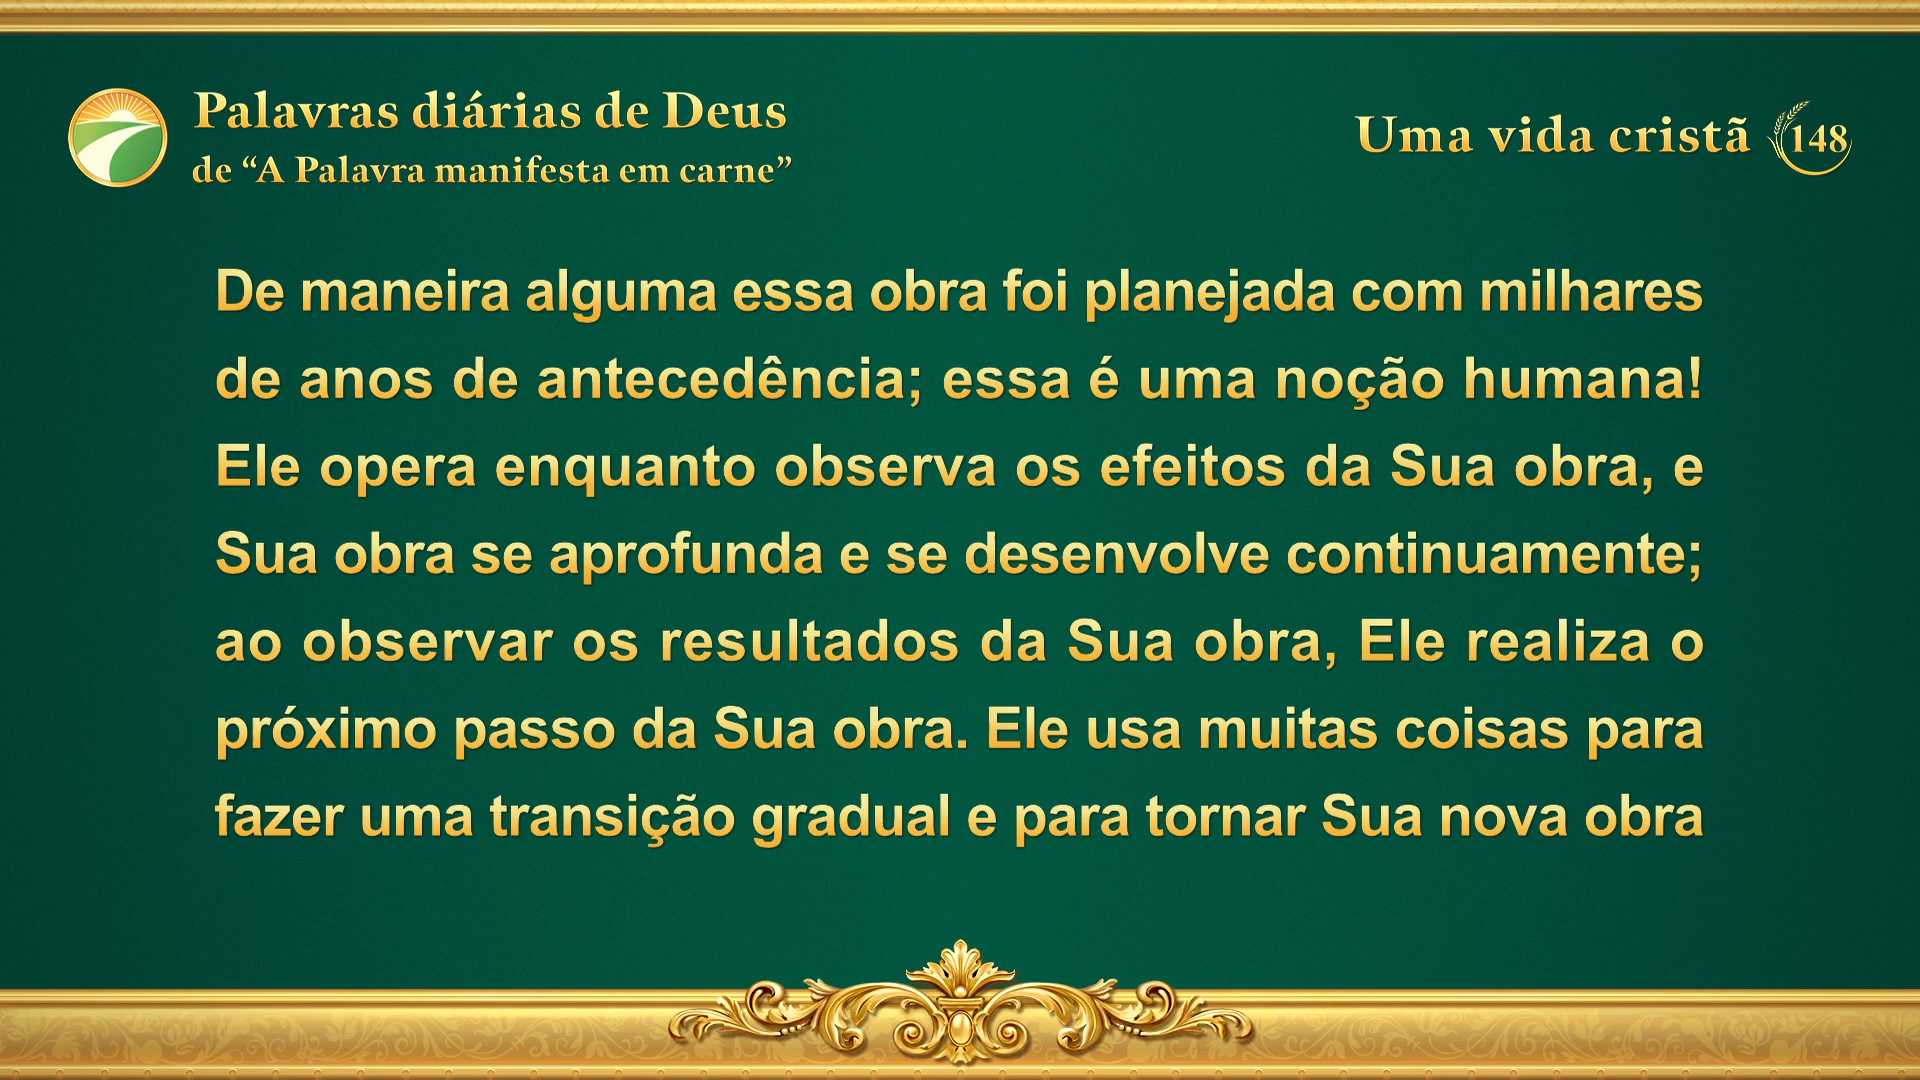 Palavras diárias de Deus
de “A Palavra manifesta em carne”
Uma vida cristã 148
De maneira alguma essa obra foi planejada com milhares
de anos de antecedência; essa é uma noção humana!
Ele opera enquanto observa os efeitos da Sua obra, e
Sua obra se aprofunda e se desenvolve continuamente;
ao observar os resultados da Sua obra, Ele realiza o
próximo passo da Sua obra. Ele usa muitas coisas para
fazer uma transição gradual e para tornar Sua nova obra